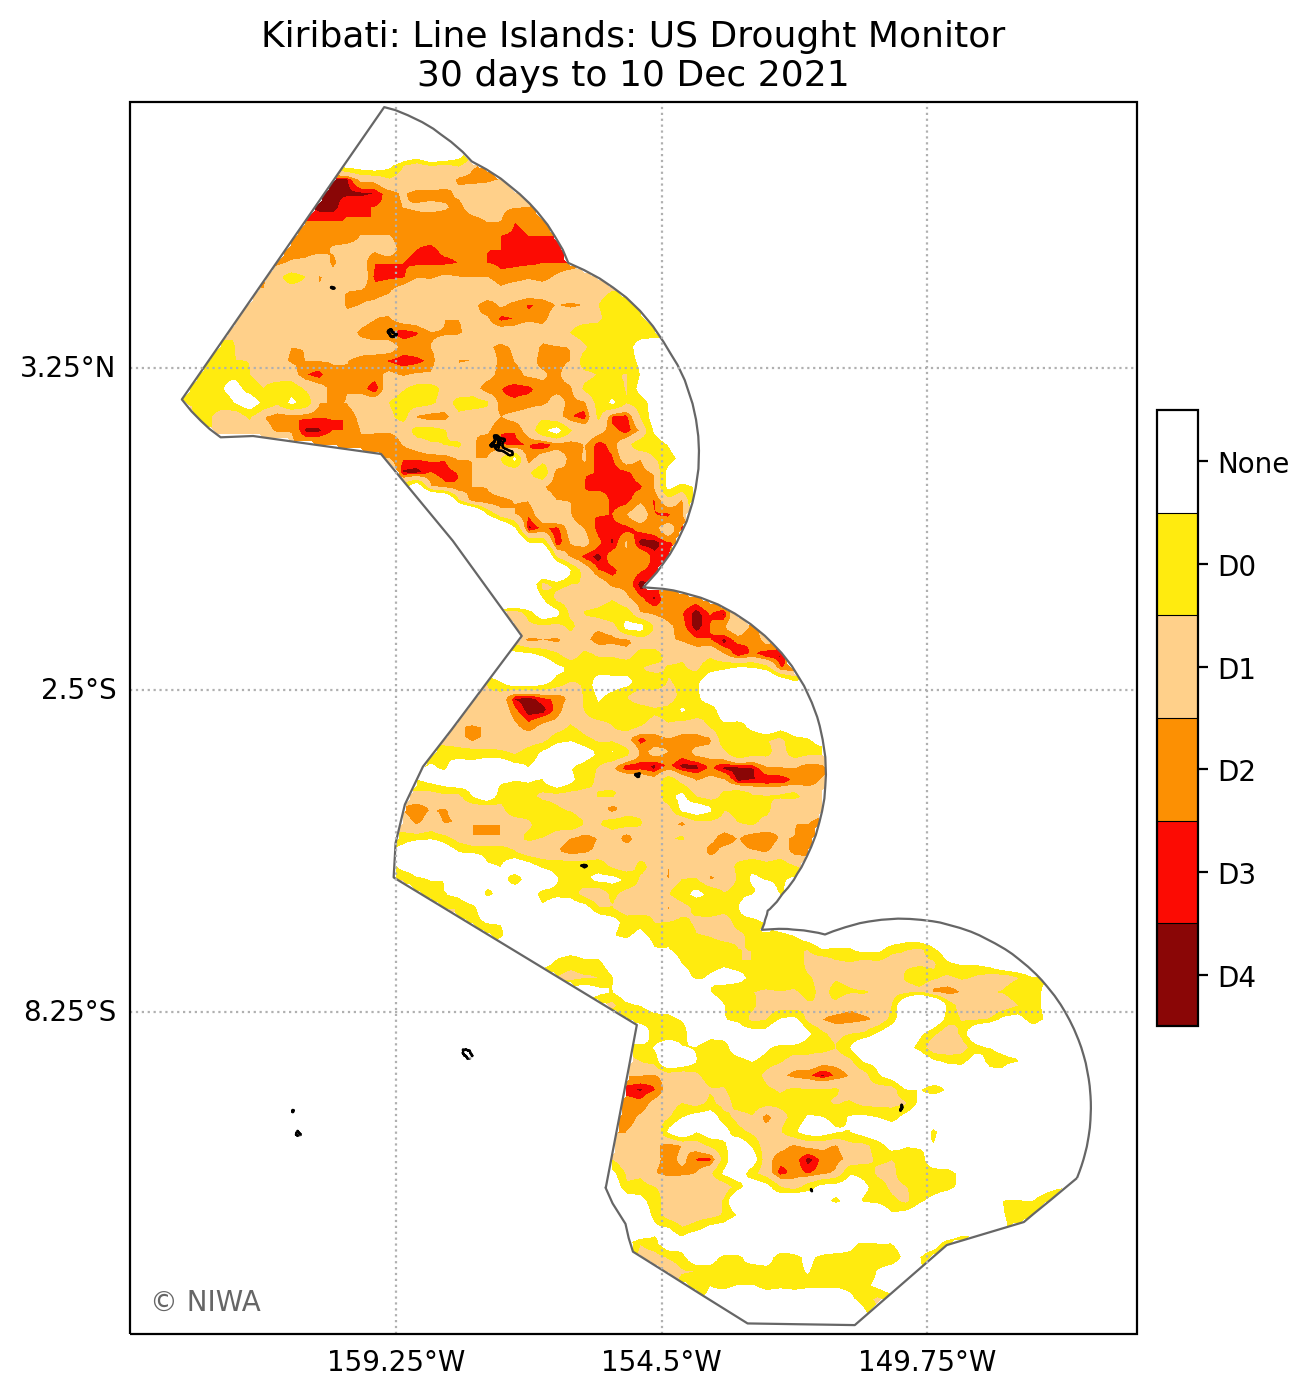 Kiribati: Line Islands: US Drought Monitor
30 days to 10 Dec 2021
3.25°N
2.5°S
8.25°S
159.25°W
154.5°W
149.75°W
None
D0
D1
D2
D3
D4
© NIWA